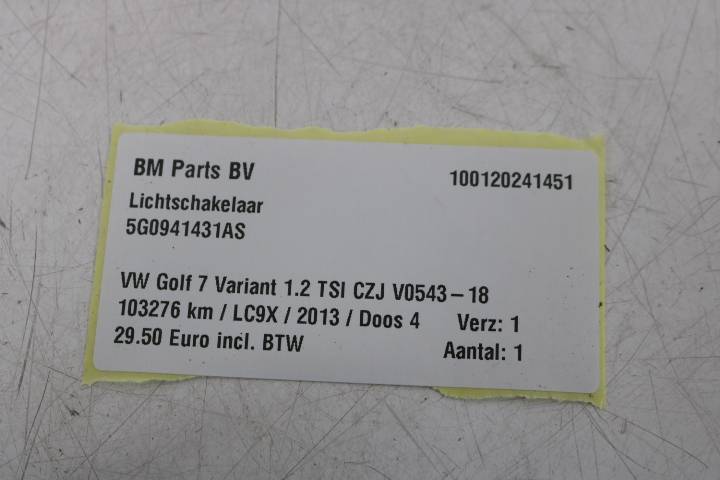 BM Parts BV 100120241451
Lichtschakelaar
5G0941431AS
VW Golf 7 Variant 1.2 TSI CZJ V0543-18
103276 km / LC9X / 2013 / Doos 4 Verz: 1
29.50 Euro incl. BTW Aantal: 1